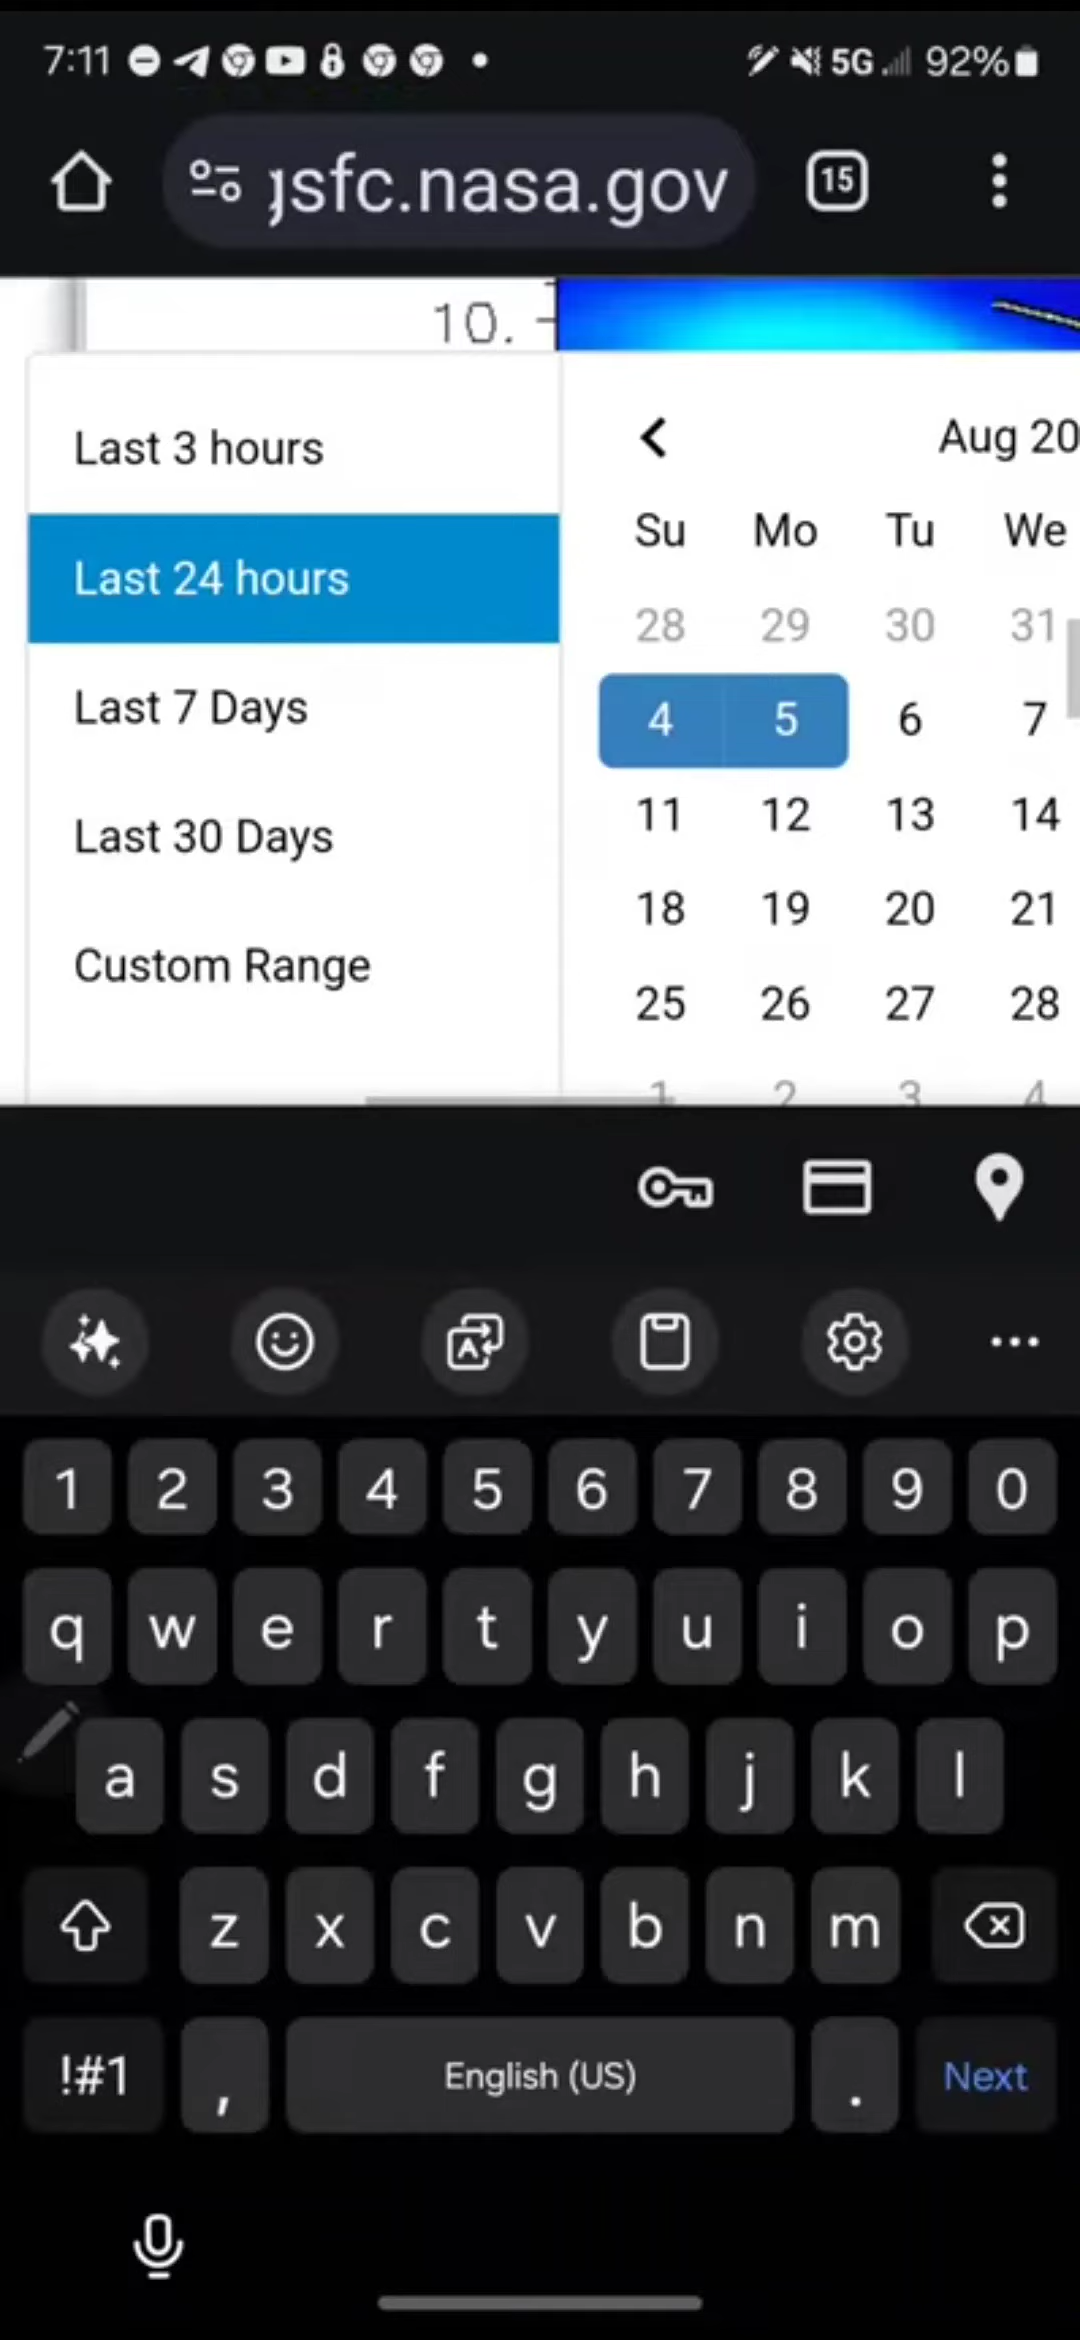 7:11 5G 92%
gsfc.nasa.gov 15
10.
Last 3 hours
Last 24 hours
Last 7 Days
Last 30 Days
Custom Range
Aug 20
Su Mo Tu We
28 29 30 31
4 5 6 7
11 12 13 14
18 19 20 21
25 26 27 28
1 2 3 4
1 2 3 4 5 6 7 8 9 0
q w e r t y u i o p
a s d f g h j k l
z x c v b n m
!#1 , English (US) . Next